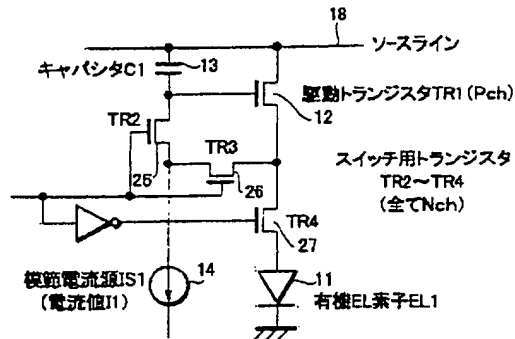 18
ソースライン
キャパシタC1
13
駆動トランジスタTR1(Pch)
12
TR2
TR3
25
26
スイッチ用トランジスタ
TR2~TR4
(全てNch)
TR4
27
模節電流源IS1
(電流値I1)
14
11
有機EL素子EL1